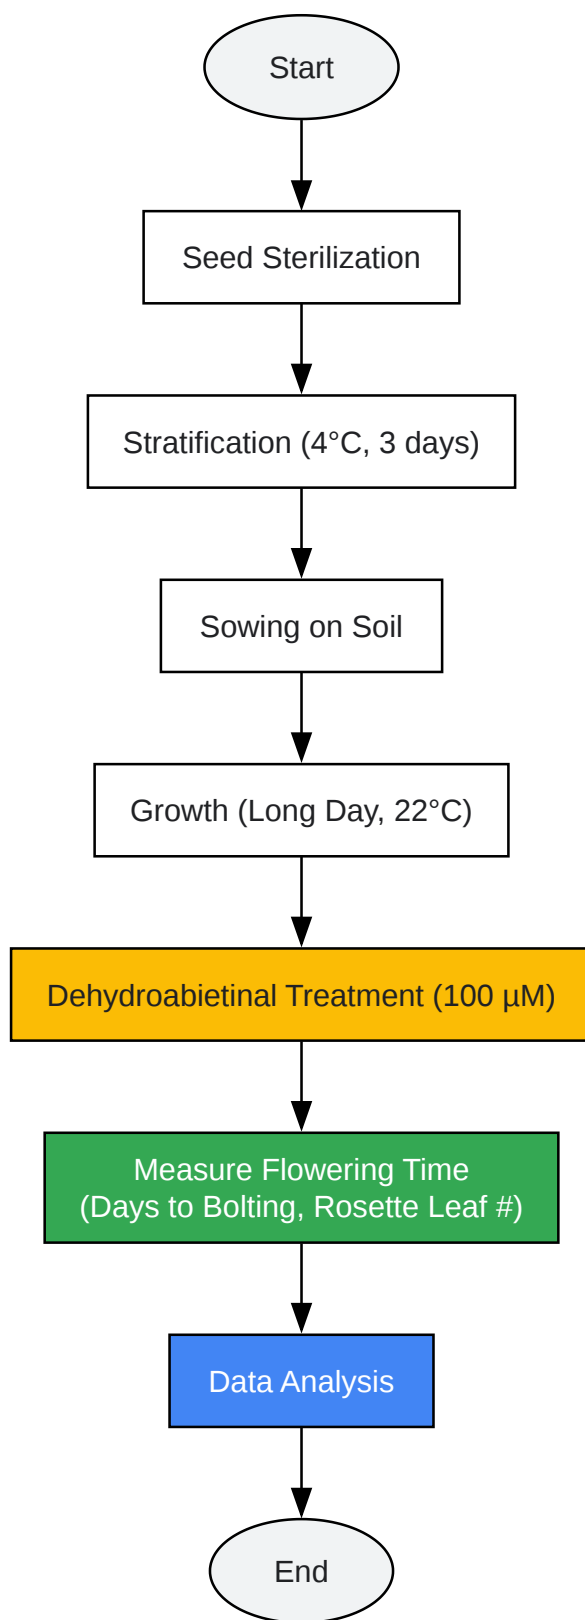 Start
Seed Sterilization
Stratification (4°C, 3 days)
Sowing on Soil
Growth (Long Day, 22°C)
Dehydroabietinal Treatment (100 µM)
Measure Flowering Time
(Days to Bolting, Rosette Leaf #)
Data Analysis
End